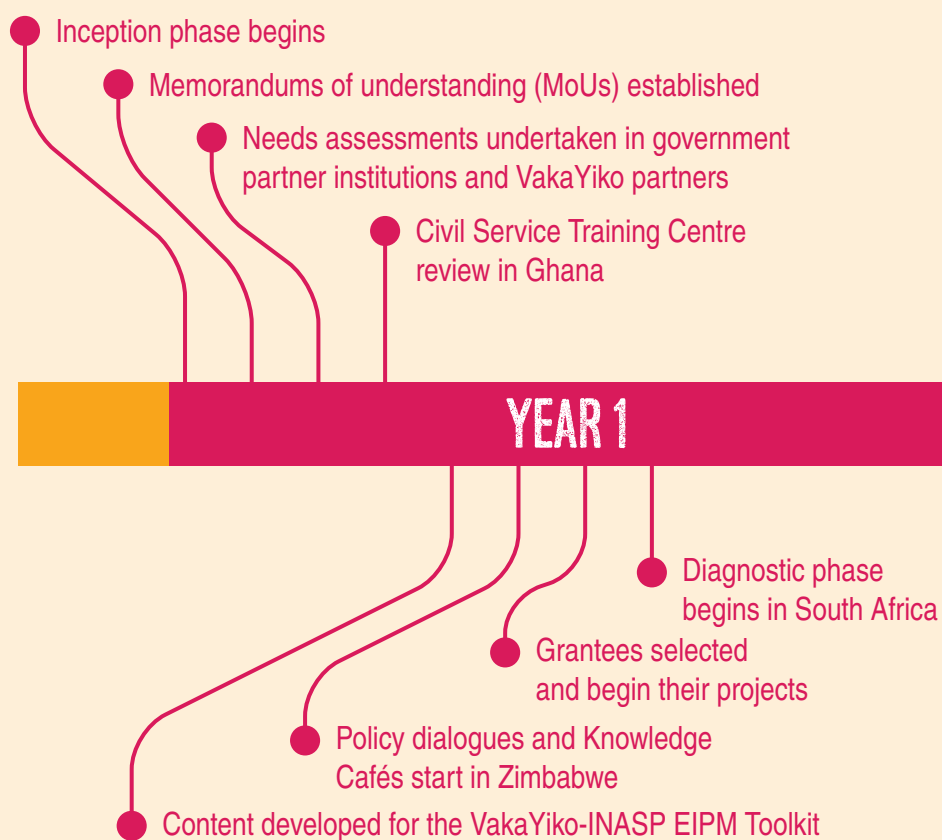 Inception phase begins
Memorandums of understanding (MoUs) established
Needs assessments undertaken in government
partner institutions and VakaYiko partners
Civil Service Training Centre
review in Ghana
YEAR 1
Diagnostic phase
begins in South Africa
Grantees selected
and begin their projects
Policy dialogues and Knowledge
Cafés start in Zimbabwe
Content developed for the VakaYiko-INASP EIPM Toolkit